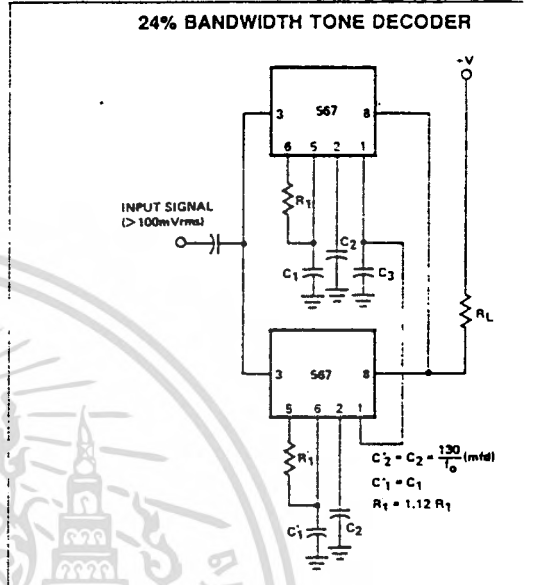 24% BANDWIDTH TONE DECODER
+V
3 567 8
6 5 2 1
R1
INPUT SIGNAL
(> 100mVrms)
C2
C1
C3
RL
3 567 8
5 6 2 1
R'1
C'2 = C2 = 130/fo (mfd)
C'1 = C1
R'1 = 1.12 R1
C'1
C2